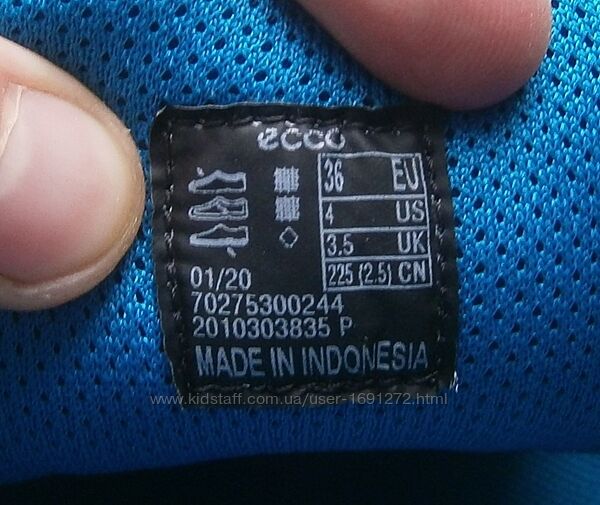 ecco
36 EU
4 US
3.5 UK
225 (2.5) CN
01/20
70275300244
2010303835 P
MADE IN INDONESIA
www.kidstaff.com.ua/user-1691272.html